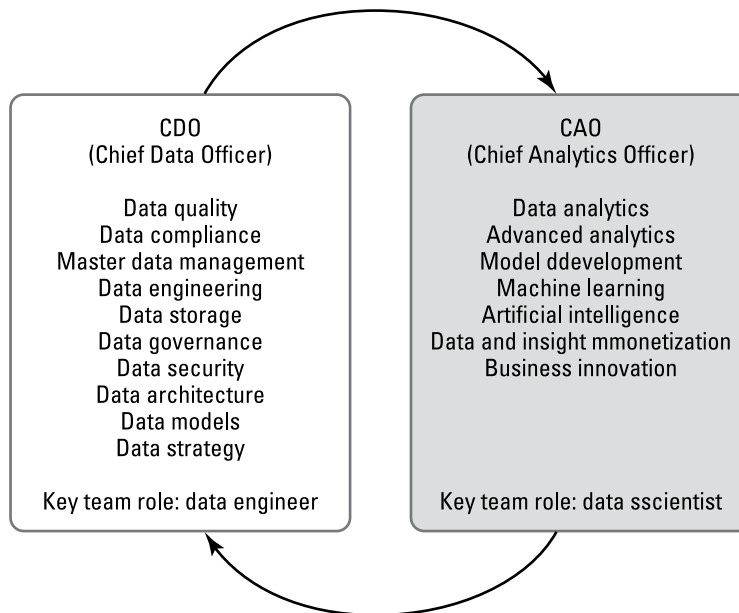 CDO
(Chief Data Officer)
Data quality
Data compliance
Master data management
Data engineering
Data storage
Data governance
Data security
Data architecture
Data models
Data strategy
Key team role: data engineer
CAO
(Chief Analytics Officer)
Data analytics
Advanced analytics
Model ddevelopment
Machine learning
Artificial intelligence
Data and insight mmonetization
Business innovation
Key team role: data sscientist